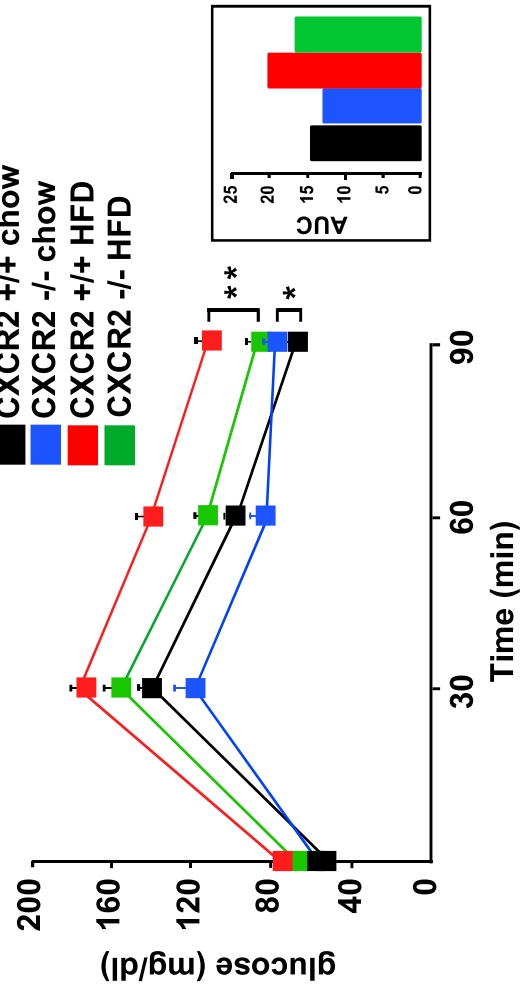 CXCR2 +/+ chow
CXCR2 -/- chow
CXCR2 +/+ HFD
CXCR2 -/- HFD
glucose (mg/dl)
200
160
120
80
40
0
30
60
90
Time (min)
**
*
AUC
25
20
15
10
5
0